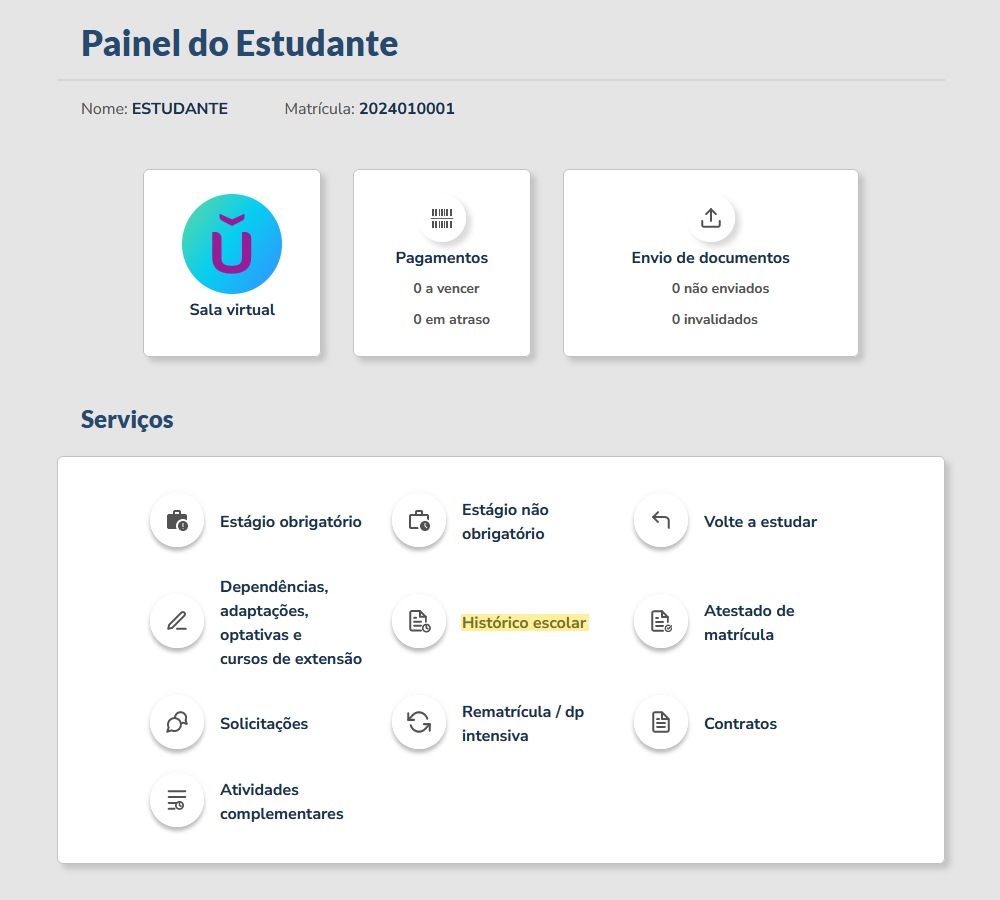 Painel do Estudante
Nome: ESTUDANTE Matrícula: 2024010001
Sala virtual
Pagamentos
0 a vencer
0 em atraso
Envio de documentos
0 não enviados
0 invalidados
Serviços
Estágio obrigatório
Estágio não
obrigatório
Volte a estudar
Dependências,
adaptações,
optativas e
cursos de extensão
Histórico escolar
Atestado de
matrícula
Solicitações
Rematrícula / dp
intensiva
Contratos
Atividades
complementares